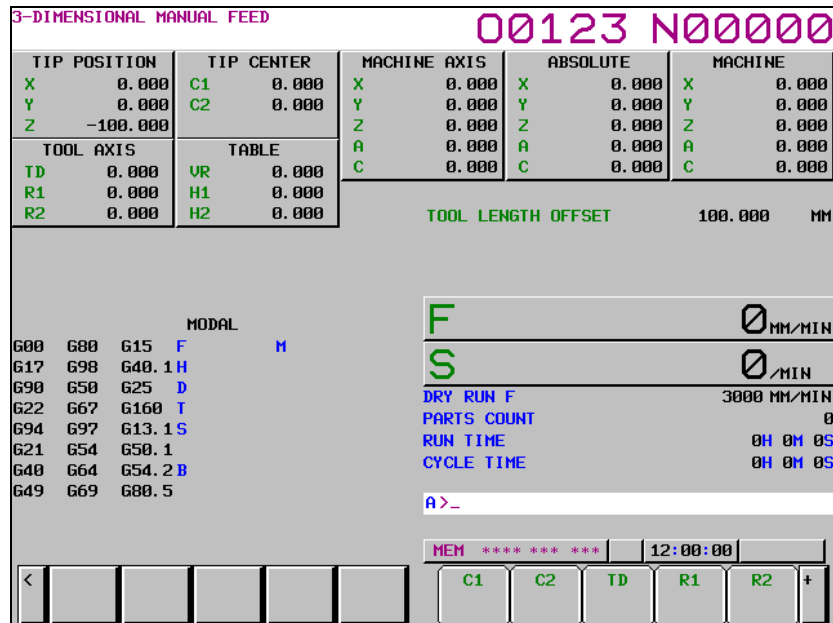 3-DIMENSIONAL MANUAL FEED
O0123 N00000
TIP POSITION
X 0.000
Y 0.000
Z -100.000
TIP CENTER
C1 0.000
C2 0.000
MACHINE AXIS
X 0.000
Y 0.000
Z 0.000
A 0.000
C 0.000
ABSOLUTE
X 0.000
Y 0.000
Z 0.000
A 0.000
C 0.000
MACHINE
X 0.000
Y 0.000
Z 0.000
A 0.000
C 0.000
TOOL AXIS
TD 0.000
R1 0.000
R2 0.000
TABLE
VR 0.000
H1 0.000
H2 0.000
TOOL LENGTH OFFSET 100.000 MM
MODAL
G00 G80 G15 F M
G17 G98 G40.1 H
G90 G50 G25 D
G22 G67 G160 T
G94 G97 G13.1 S
G21 G54 G50.1
G40 G64 G54.2 B
G49 G69 G80.5
F 0 MM/MIN
S 0 /MIN
DRY RUN F 3000 MM/MIN
PARTS COUNT 0
RUN TIME 0H 0M 0S
CYCLE TIME 0H 0M 0S
A>_
MEM **** *** *** 12:00:00
< C1 C2 TD R1 R2 +